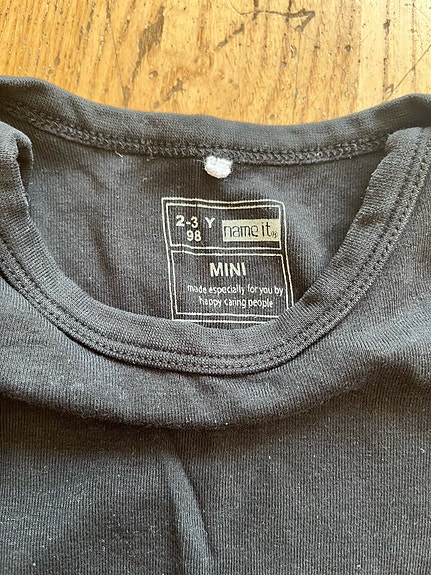 2-3 Y
98
name it®
MINI
made especially for you by
happy caring people